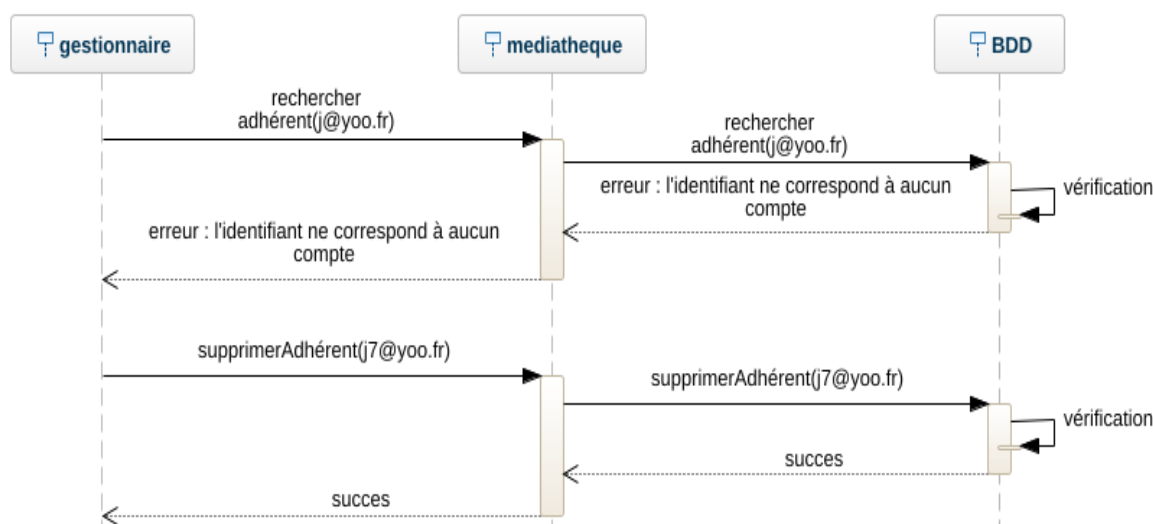 gestionnaire
mediatheque
BDD
rechercher
adhérent(j@yoo.fr)
rechercher
adhérent(j@yoo.fr)
vérification
erreur : l'identifiant ne correspond à aucun
compte
erreur : l'identifiant ne correspond à aucun
compte
supprimerAdhérent(j7@yoo.fr)
supprimerAdhérent(j7@yoo.fr)
vérification
succes
succes